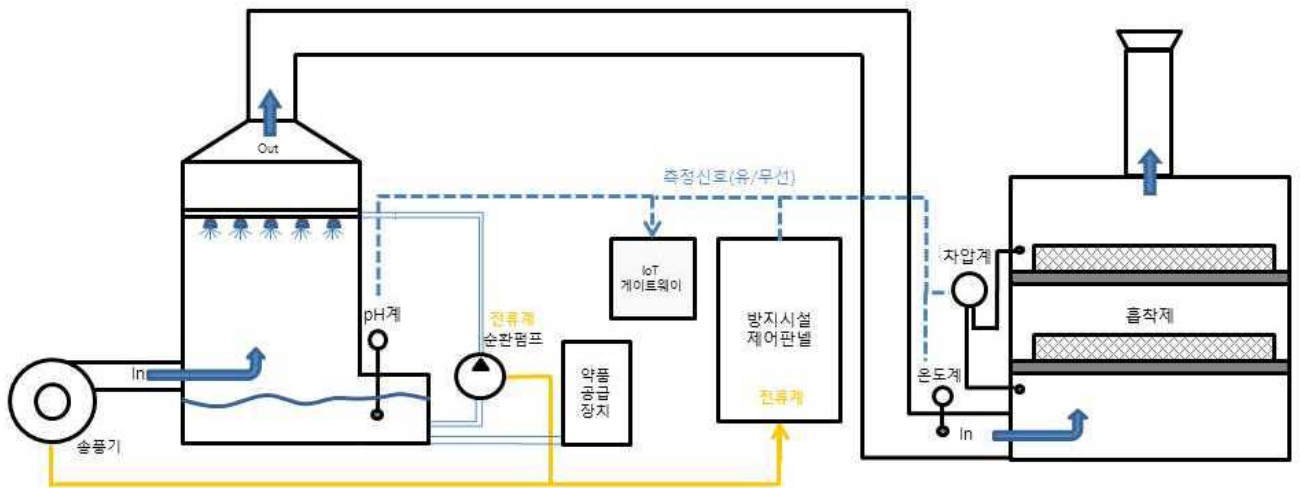 Out
측정신호(유/무선)
IoT
게이트웨이
차압계
pH계
전류계
순환펌프
방지시설
제어판넬
흡착제
In
약품
공급
장치
전류계
온도계
In
송풍기